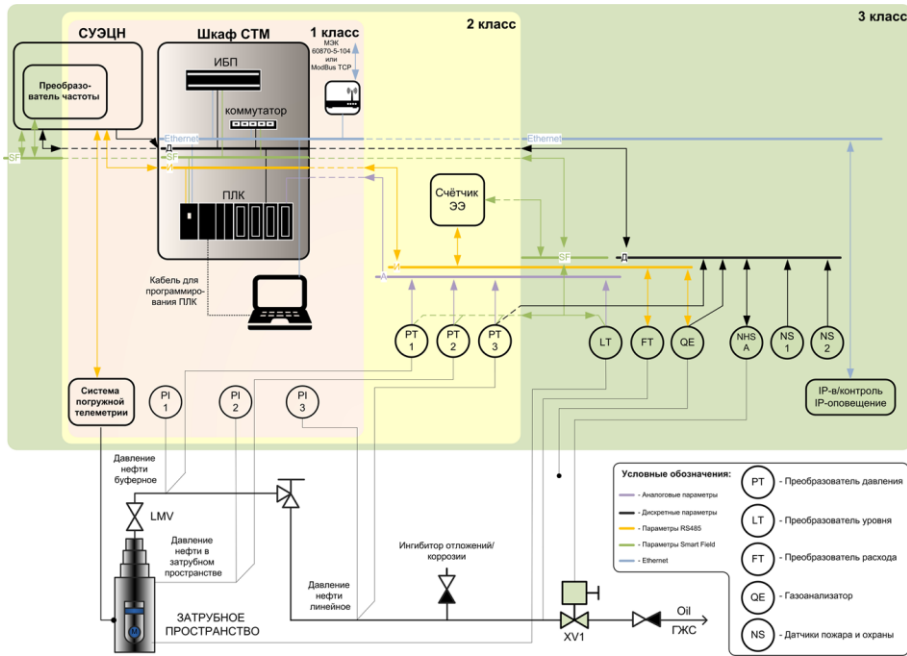 3 класс
2 класс
1 класс
СУЭЦН
Шкаф СТМ
МЭК
60870-5-104
или
ModBus TCP
ИБП
Преобразо-
ватель частоты
коммутатор
Ethernet
Ethernet
Д
SF
SF
И
ПЛК
Счётчик
ЭЭ
SF
Д
И
А
Кабель для
программиро-
вания ПЛК
PT
1
PT
2
PT
3
LT
FT
QE
NHS
A
NS
1
NS
2
Система
погружной
телеметрии
PI
1
PI
2
PI
3
IP-в/контроль
IP-оповещение
Давление
нефти
буферное
LMV
Давление
нефти в
затрубном
пространстве
Давление
нефти
линейное
Ингибитор отложений/
коррозии
ЗАТРУБНОЕ
ПРОСТРАНСТВО
XV1
Oil
ГЖС
Условные обозначения:
- Аналоговые параметры
- Дискретные параметры
- Параметры RS485
- Параметры Smart Field
- Ethernet
PT - Преобразователь давления
LT - Преобразователь уровня
FT - Преобразователь расхода
QE - Газоанализатор
NS - Датчики пожара и охраны